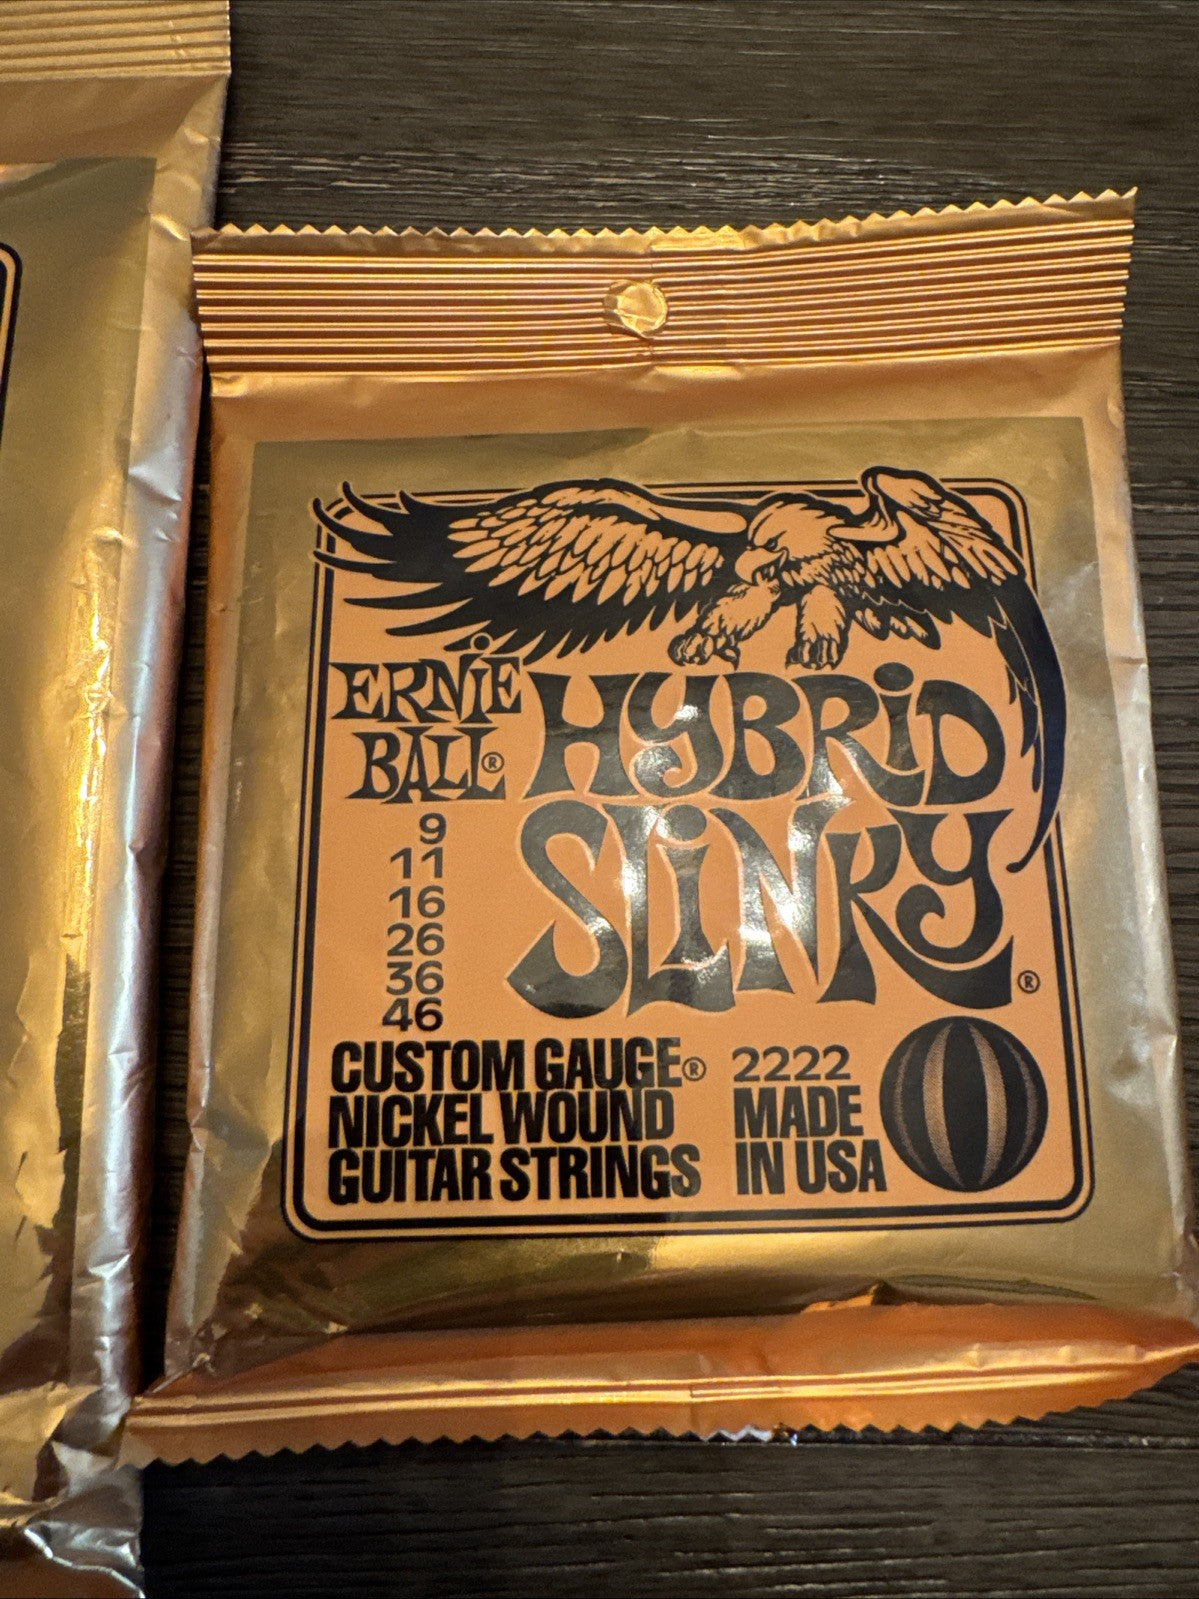 ERNiE
BALL®
HYBRiD
SLiNKY®
9
11
16
26
36
46
CUSTOM GAUGE®
NICKEL WOUND
GUITAR STRINGS
2222
MADE
IN USA